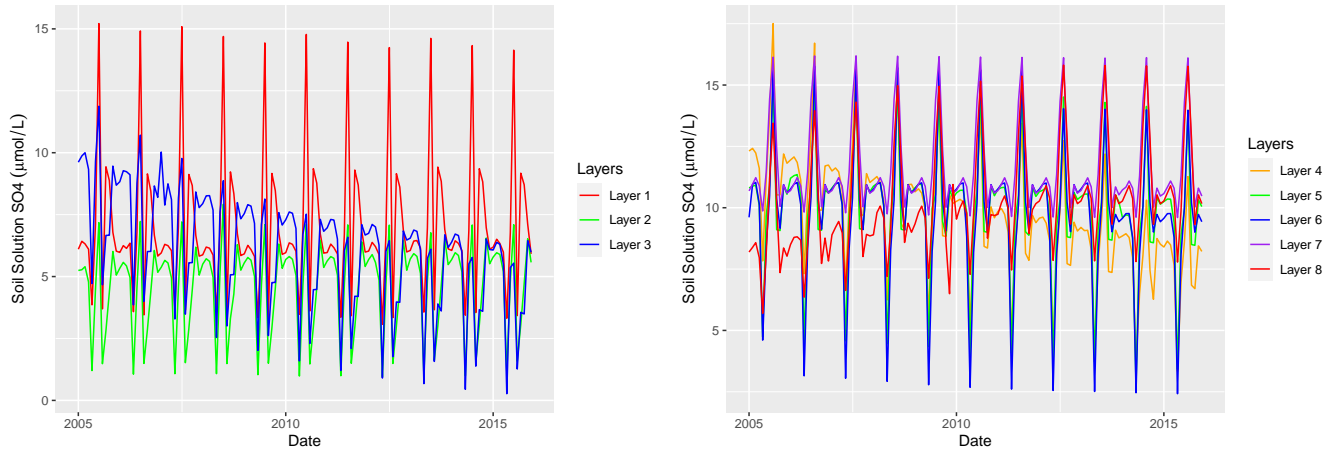 Soil Solution SO4 (μmol/L)
15
10
5
0
2005
2010
2015
Date
Layers
Layer 1
Layer 2
Layer 3
Soil Solution SO4 (μmol/L)
15
10
5
2005
2010
2015
Date
Layers
Layer 4
Layer 5
Layer 6
Layer 7
Layer 8